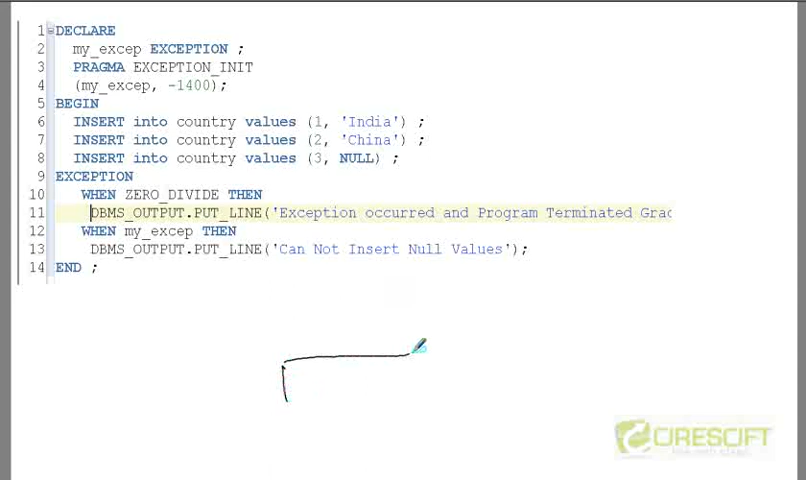 1 DECLARE
2 my_excep EXCEPTION ;
3 PRAGMA EXCEPTION_INIT
4 (my_excep, -1400);
5 BEGIN
6 INSERT into country values (1, 'India') ;
7 INSERT into country values (2, 'China') ;
8 INSERT into country values (3, NULL) ;
9 EXCEPTION
10 WHEN ZERO_DIVIDE THEN
11 DBMS_OUTPUT.PUT_LINE('Exception occurred and Program Terminated Grac
12 WHEN my_excep THEN
13 DBMS_OUTPUT.PUT_LINE('Can Not Insert Null Values');
14 END ;